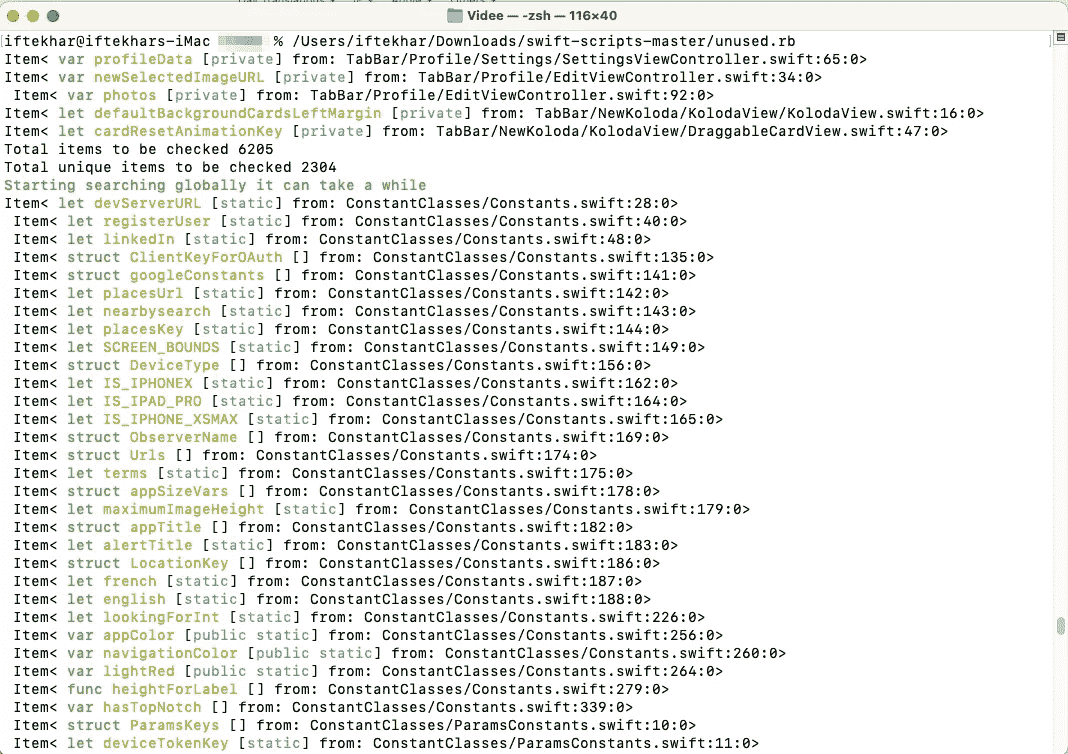 Videe — -zsh — 116×40
[iftekhar@iftekhars-iMac % /Users/iftekhar/Downloads/swift-scripts-master/unused.rb ]
Item< var profileData [private] from: TabBar/Profile/Settings/SettingsViewController.swift:65:0>
Item< var newSelectedImageURL [private] from: TabBar/Profile/EditViewController.swift:34:0>
Item< var photos [private] from: TabBar/Profile/EditViewController.swift:92:0>
Item< let defaultBackgroundCardsLeftMargin [private] from: TabBar/NewKoloda/KolodaView/KolodaView.swift:16:0>
Item< let cardResetAnimationKey [private] from: TabBar/NewKoloda/KolodaView/DraggableCardView.swift:47:0>
Total items to be checked 6205
Total unique items to be checked 2304
Starting searching globally it can take a while
Item< let devServerURL [static] from: ConstantClasses/Constants.swift:28:0>
Item< let registerUser [static] from: ConstantClasses/Constants.swift:40:0>
Item< let linkedIn [static] from: ConstantClasses/Constants.swift:48:0>
Item< struct ClientKeyForOAuth [] from: ConstantClasses/Constants.swift:135:0>
Item< struct googleConstants [] from: ConstantClasses/Constants.swift:141:0>
Item< let placesUrl [static] from: ConstantClasses/Constants.swift:142:0>
Item< let nearbysearch [static] from: ConstantClasses/Constants.swift:143:0>
Item< let placesKey [static] from: ConstantClasses/Constants.swift:144:0>
Item< let SCREEN_BOUNDS [static] from: ConstantClasses/Constants.swift:149:0>
Item< struct DeviceType [] from: ConstantClasses/Constants.swift:156:0>
Item< let IS_IPHONEX [static] from: ConstantClasses/Constants.swift:162:0>
Item< let IS_IPAD_PRO [static] from: ConstantClasses/Constants.swift:164:0>
Item< let IS_IPHONE_XSMAX [static] from: ConstantClasses/Constants.swift:165:0>
Item< struct ObserverName [] from: ConstantClasses/Constants.swift:169:0>
Item< struct Urls [] from: ConstantClasses/Constants.swift:174:0>
Item< let terms [static] from: ConstantClasses/Constants.swift:175:0>
Item< struct appSizeVars [] from: ConstantClasses/Constants.swift:178:0>
Item< let maximumImageHeight [static] from: ConstantClasses/Constants.swift:179:0>
Item< struct appTitle [] from: ConstantClasses/Constants.swift:182:0>
Item< let alertTitle [static] from: ConstantClasses/Constants.swift:183:0>
Item< struct LocationKey [] from: ConstantClasses/Constants.swift:186:0>
Item< let french [static] from: ConstantClasses/Constants.swift:187:0>
Item< let english [static] from: ConstantClasses/Constants.swift:188:0>
Item< let lookingForInt [static] from: ConstantClasses/Constants.swift:226:0>
Item< var appColor [public static] from: ConstantClasses/Constants.swift:256:0>
Item< var navigationColor [public static] from: ConstantClasses/Constants.swift:260:0>
Item< var lightRed [public static] from: ConstantClasses/Constants.swift:264:0>
Item< func heightForLabel [] from: ConstantClasses/Constants.swift:279:0>
Item< var hasTopNotch [] from: ConstantClasses/Constants.swift:339:0>
Item< struct ParamsKeys [] from: ConstantClasses/ParamsConstants.swift:10:0>
Item< let deviceTokenKey [static] from: ConstantClasses/ParamsConstants.swift:11:0>